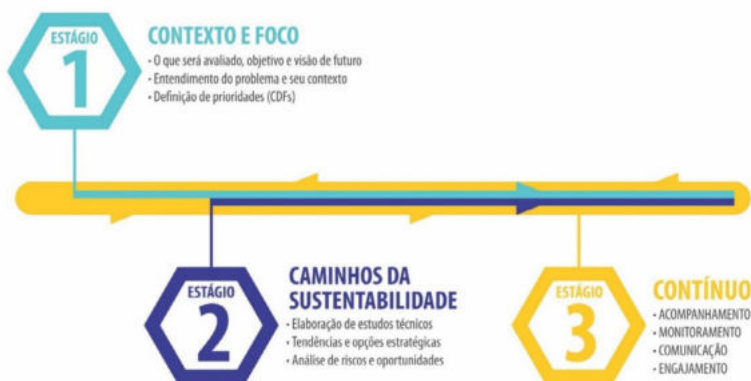 ESTÁGIO
1
CONTEXTO E FOCO
• O que será avaliado, objetivo e visão de futuro
• Entendimento do problema e seu contexto
• Definição de prioridades (CDFs)
ESTÁGIO
2
CAMINHOS DA
SUSTENTABILIDADE
• Elaboração de estudos técnicos
• Tendências e opções estratégicas
• Análise de riscos e oportunidades
ESTÁGIO
3
CONTÍNUO
• ACOMPANHAMENTO
• MONITORAMENTO
• COMUNICAÇÃO
• ENGAJAMENTO